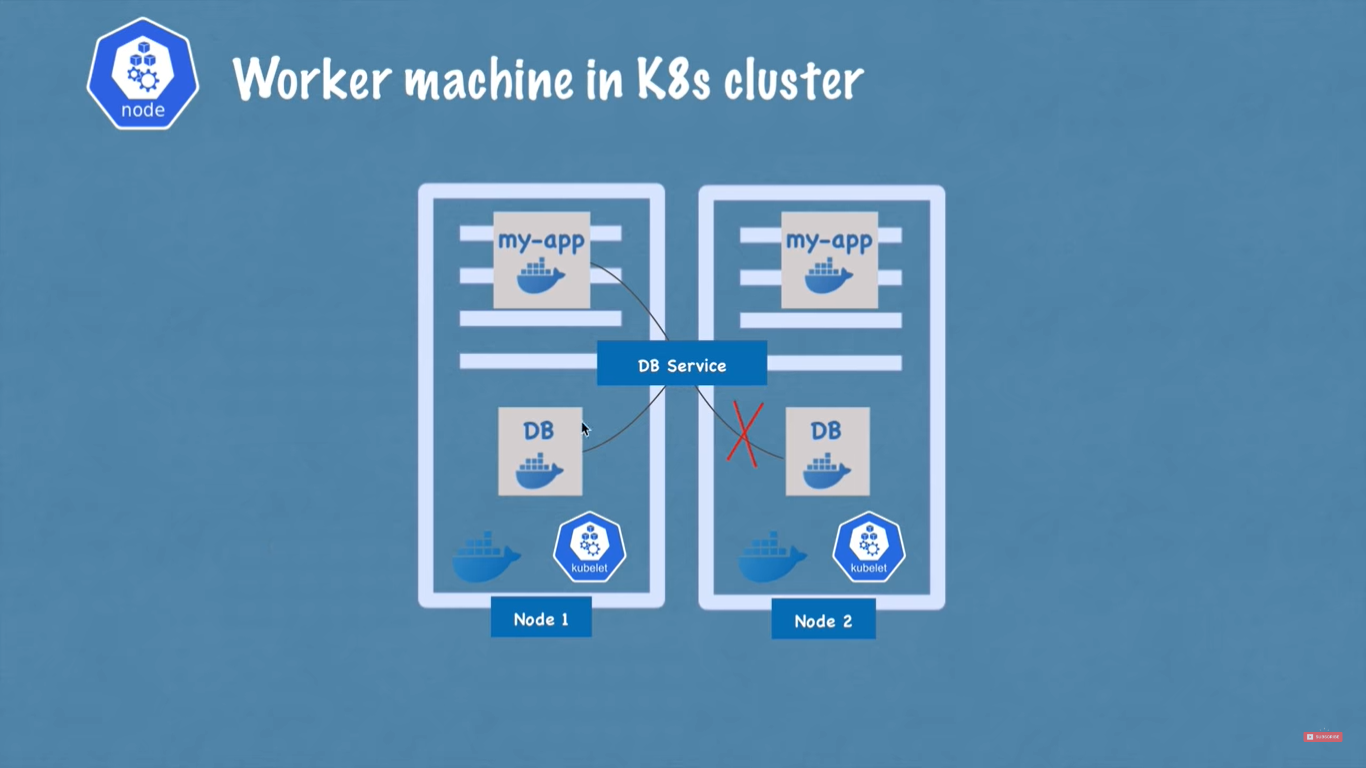 node
Worker machine in K8s cluster
my-app
my-app
DB Service
DB
DB
kubelet
kubelet
Node 1
Node 2
SUBSCRIBE